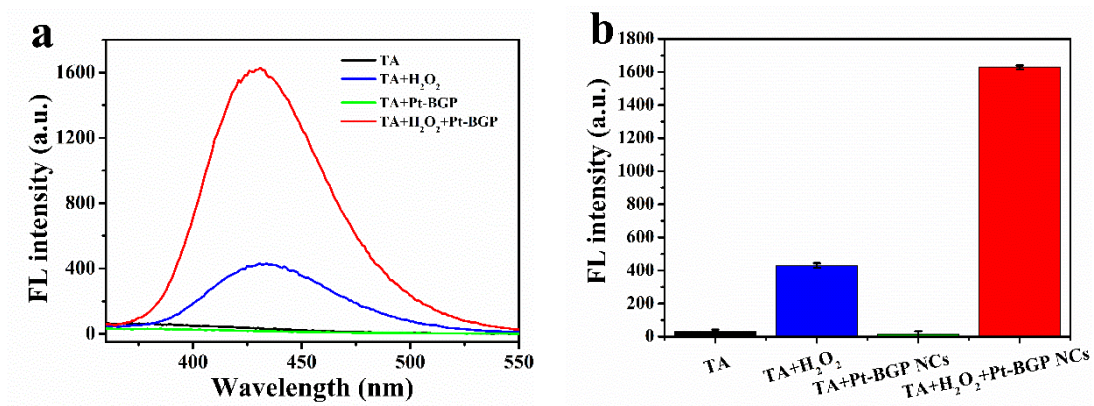 a
FL intensity (a.u.)
1600
1200
800
400
0
TA
TA+H₂O₂
TA+Pt-BGP
TA+H₂O₂+Pt-BGP
400
450
500
550
Wavelength (nm)
b
FL intensity (a.u.)
1800
1600
1400
1200
1000
800
600
400
200
0
TA
TA+H₂O₂
TA+Pt-BGP NCs
TA+H₂O₂+Pt-BGP NCs